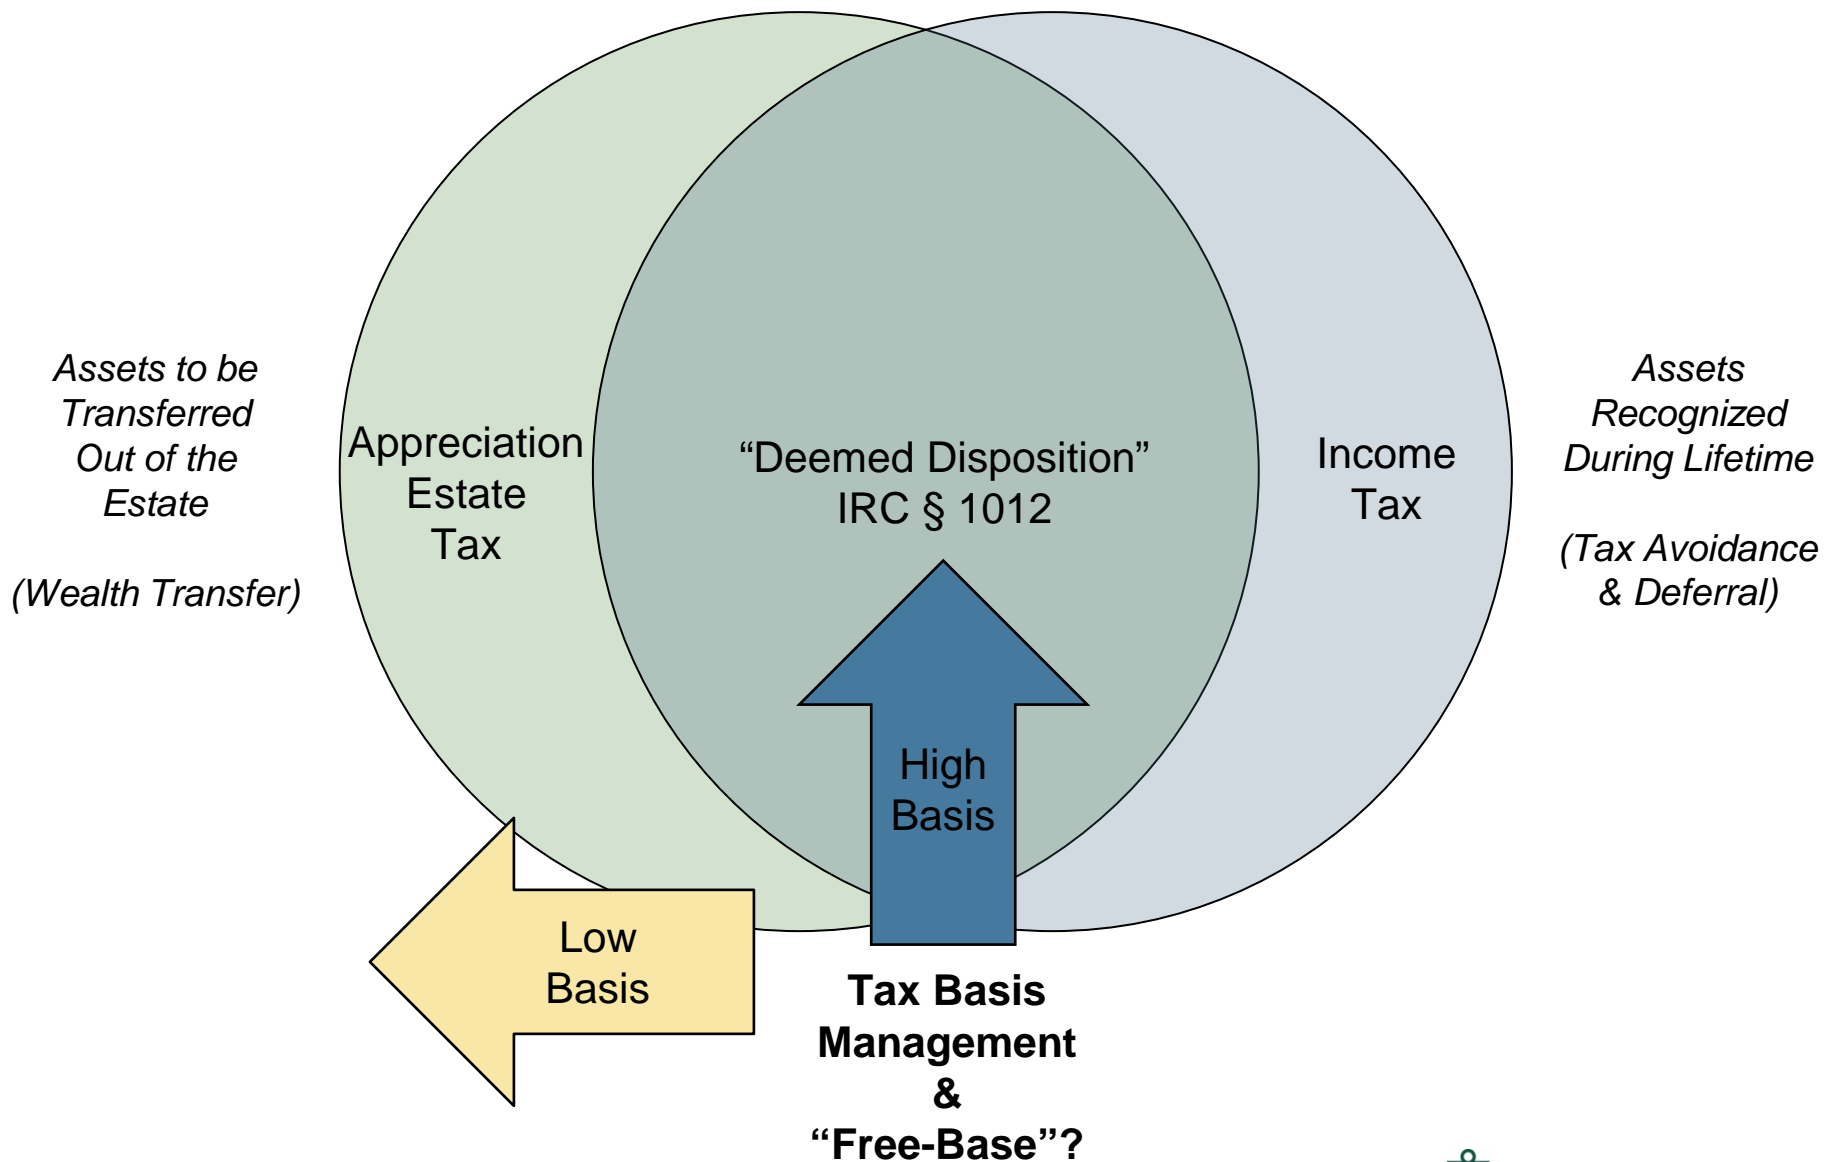 Assets to be
Transferred
Out of the
Estate
(Wealth Transfer)
Appreciation
Estate
Tax
“Deemed Disposition”
IRC § 1012
Income
Tax
Assets
Recognized
During Lifetime
(Tax Avoidance
& Deferral)
High
Basis
Low
Basis
Tax Basis
Management
&
“Free-Base”?